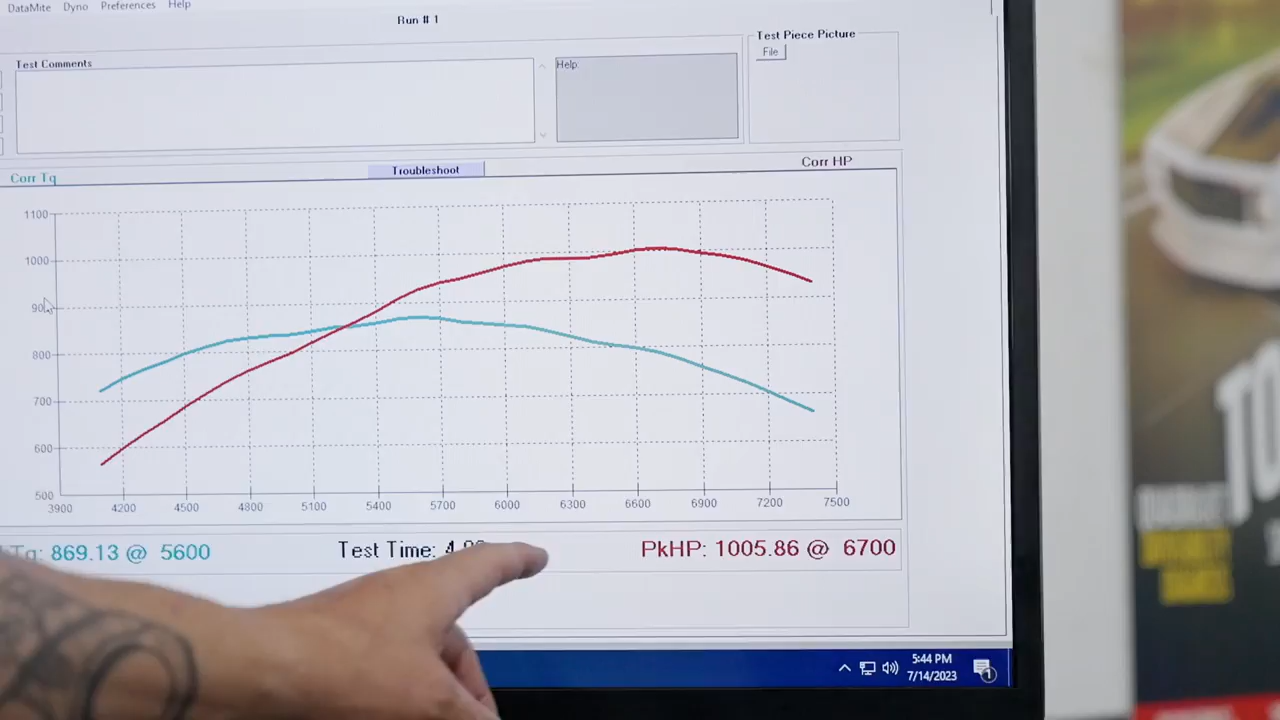 DataMite Dyno Preferences Help
Run # 1
Test Piece Picture
File
Test Comments
Help:
Corr Tq
Troubleshoot
Corr HP
1100
1000
900
800
700
600
500
3900 4200 4500 4800 5100 5400 5700 6000 6300 6600 6900 7200 7500
Tq: 869.13 @ 5600
Test Time:
PkHP: 1005.86 @ 6700
5:44 PM
7/14/2023
1